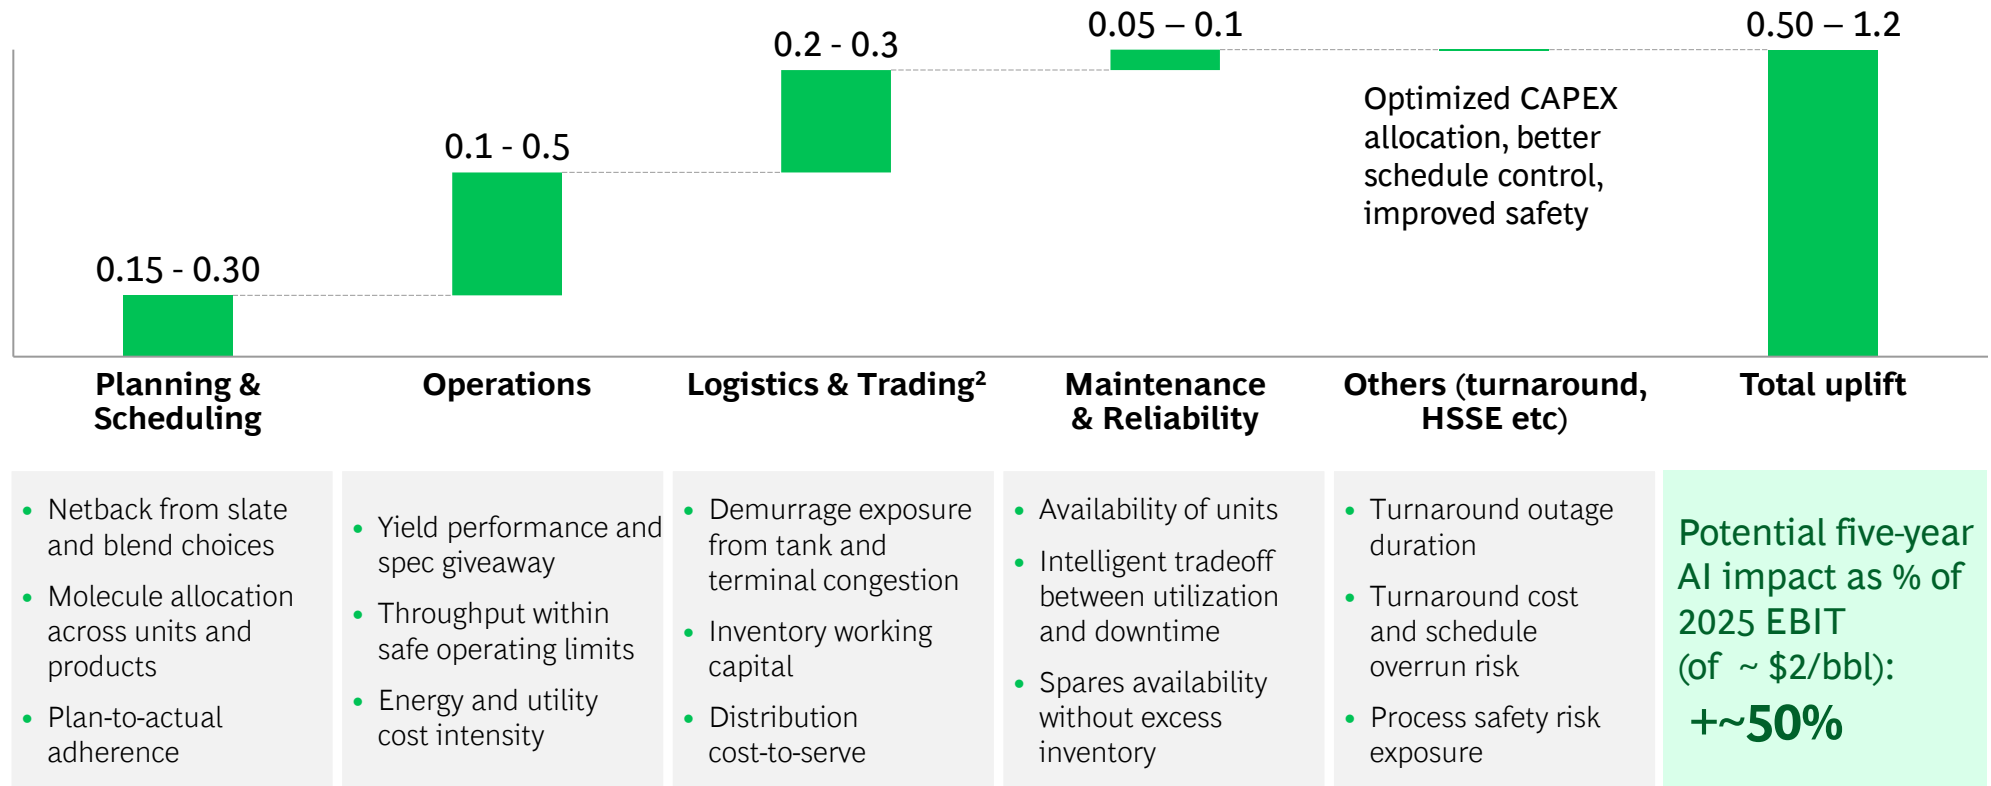 0.15 - 0.30
0.1 - 0.5
0.2 - 0.3
0.05 – 0.1
Optimized CAPEX
allocation, better
schedule control,
improved safety
0.50 – 1.2
Planning &
Scheduling
Operations
Logistics & Trading²
Maintenance
& Reliability
Others (turnaround,
HSSE etc)
Total uplift
• Netback from slate
and blend choices
• Molecule allocation
across units and
products
• Plan-to-actual
adherence
• Yield performance and
spec giveaway
• Throughput within
safe operating limits
• Energy and utility
cost intensity
• Demurrage exposure
from tank and
terminal congestion
• Inventory working
capital
• Distribution
cost-to-serve
• Availability of units
• Intelligent tradeoff
between utilization
and downtime
• Spares availability
without excess
inventory
• Turnaround outage
duration
• Turnaround cost
and schedule
overrun risk
• Process safety risk
exposure
Potential five-year
AI impact as % of
2025 EBIT
(of ~ $2/bbl):
+~50%